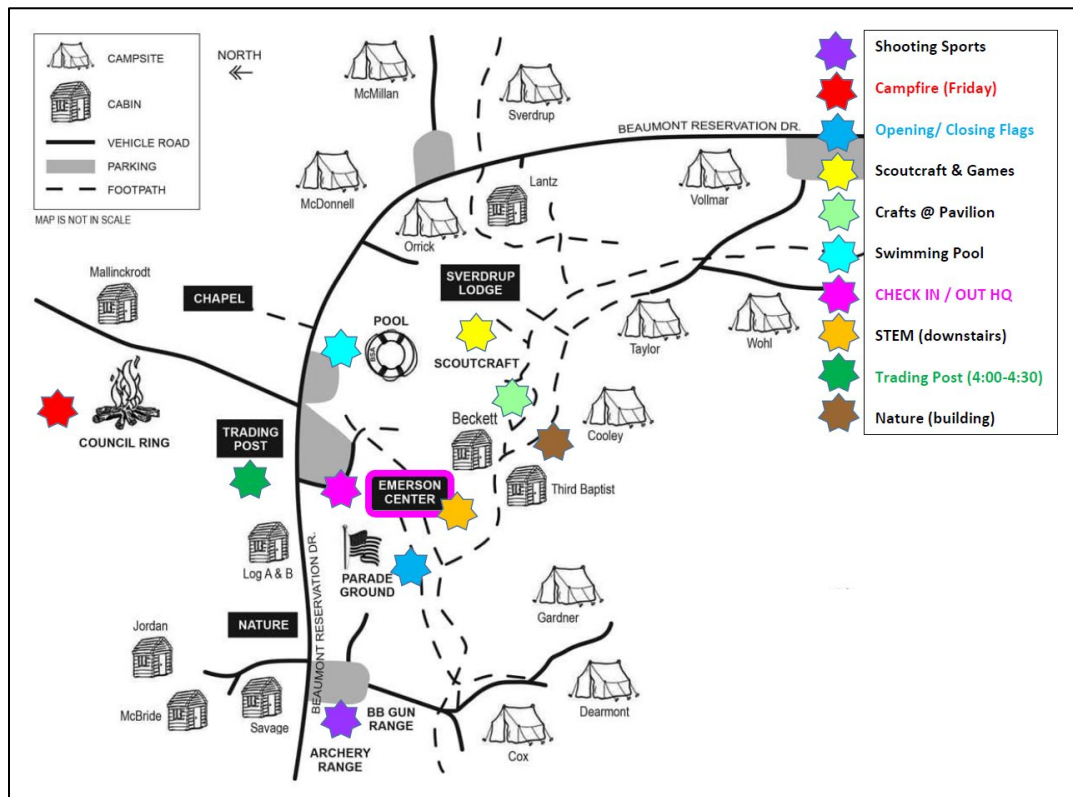 CAMPSITE
CABIN
VEHICLE ROAD
PARKING
FOOTPATH
MAP IS NOT IN SCALE
NORTH
McMillan
Sverdrup
BEAUMONT RESERVATION DR.
McDonnell
Orrick
Lantz
Vollmar
Mallinckrodt
CHAPEL
SVERDRUP
LODGE
POOL
BSA
SCOUTCRAFT
Taylor
Wohl
COUNCIL RING
TRADING
POST
Beckett
Cooley
EMERSON
CENTER
Third Baptist
Log A & B
PARADE
GROUND
BEAUMONT RESERVATION DR.
Gardner
Jordan
NATURE
McBride
Savage
BB GUN
RANGE
ARCHERY
RANGE
Dearmont
Cox
Shooting Sports
Campfire (Friday)
Opening/ Closing Flags
Scoutcraft & Games
Crafts @ Pavilion
Swimming Pool
CHECK IN / OUT HQ
STEM (downstairs)
Trading Post (4:00-4:30)
Nature (building)